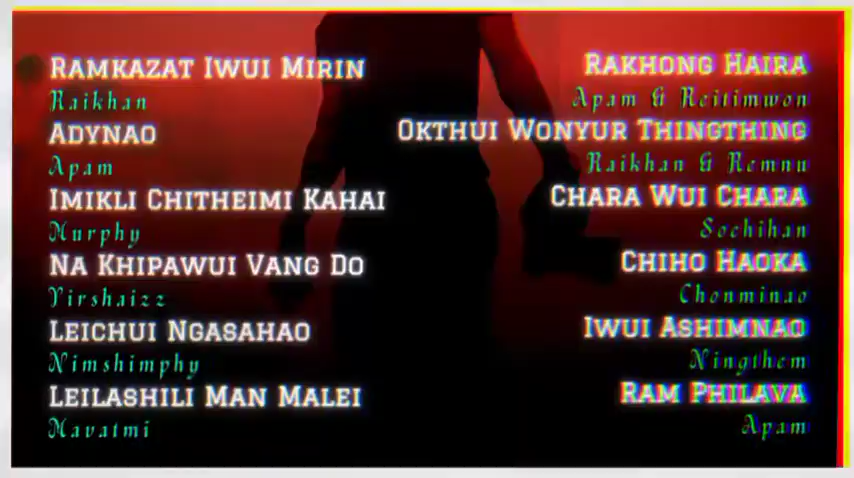 RAMKAZAT IWUI MIRIN
Raikhan
ADYNAO
Apam
IMIKLI CHITHEIMI KAHAI
Murphy
NA KHIPAWUI VANG DO
Yirshaizz
LEICHUI NGASAHAO
Nimshimphy
LEILASHILI MAN MALEI
Mavatmi
RAKHONG HAIRA
Apam & Reitimwon
OKTHUI WONYUR THINGTHING
Raikhan & Remnu
CHARA WUI CHARA
Sochihan
CHIHO HAOKA
Chonminao
IWUI ASHIMNAO
Ningthem
RAM PHILAVA
Apam